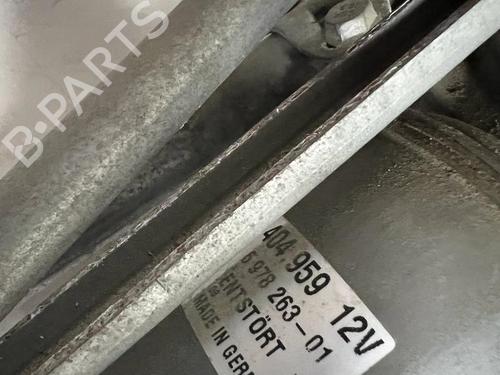 B-PARTS
404 959 12V
6 978 263-01
ENTSTÖRT
MADE IN GER